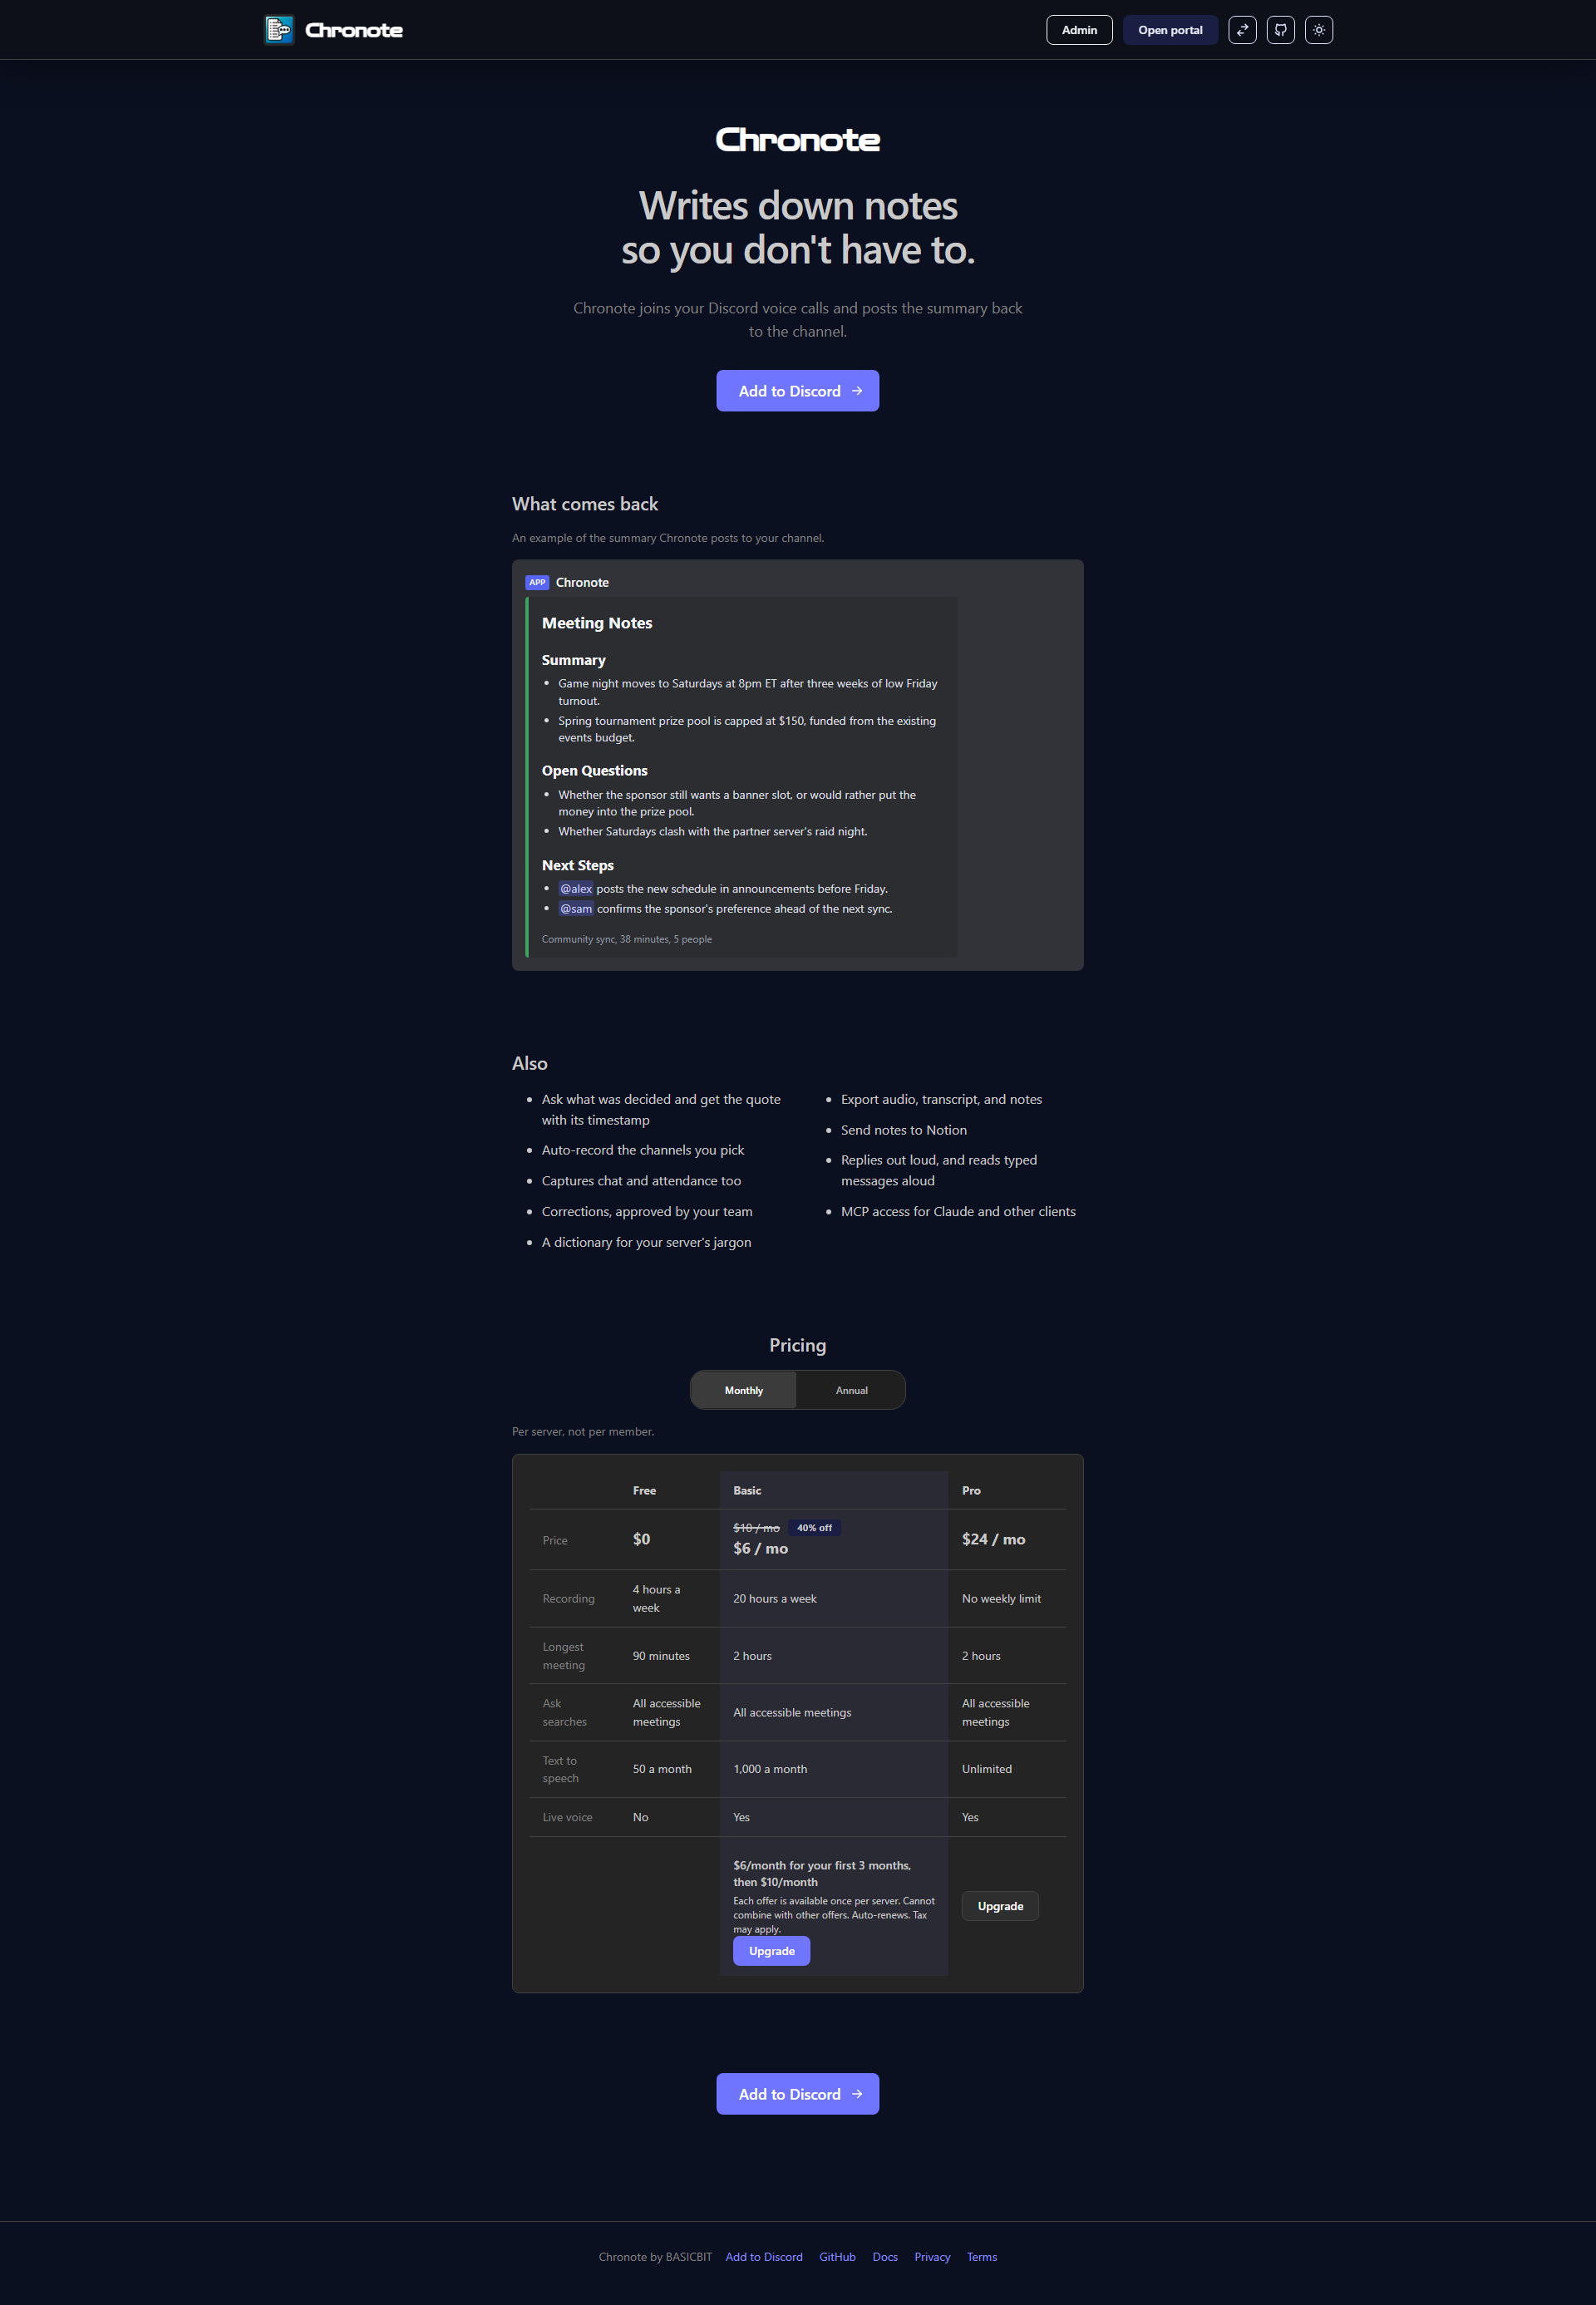 Chronote
Admin
Open portal
Chronote
Writes down notes
so you don't have to.
Chronote joins your Discord voice calls and posts the summary back
to the channel.
Add to Discord →
What comes back
An example of the summary Chronote posts to your channel.
APP Chronote
Meeting Notes
Summary
• Game night moves to Saturdays at 8pm ET after three weeks of low Friday
turnout.
• Spring tournament prize pool is capped at $150, funded from the existing
events budget.
Open Questions
• Whether the sponsor still wants a banner slot, or would rather put the
money into the prize pool.
• Whether Saturdays clash with the partner server's raid night.
Next Steps
• @alex posts the new schedule in announcements before Friday.
• @sam confirms the sponsor's preference ahead of the next sync.
Community sync, 38 minutes, 5 people
Also
• Ask what was decided and get the quote
with its timestamp
• Auto-record the channels you pick
• Captures chat and attendance too
• Corrections, approved by your team
• A dictionary for your server's jargon
• Export audio, transcript, and notes
• Send notes to Notion
• Replies out loud, and reads typed
messages aloud
• MCP access for Claude and other clients
Pricing
Monthly
Annual
Per server, not per member.
Free
Basic
Pro
Price
$0
$10 / mo 40% off
$6 / mo
$24 / mo
Recording
4 hours a
week
20 hours a week
No weekly limit
Longest
meeting
90 minutes
2 hours
2 hours
Ask
searches
All accessible
meetings
All accessible meetings
All accessible
meetings
Text to
speech
50 a month
1,000 a month
Unlimited
Live voice
No
Yes
Yes
$6/month for your first 3 months,
then $10/month
Each offer is available once per server. Cannot
combine with other offers. Auto-renews. Tax
may apply.
Upgrade
Upgrade
Add to Discord →
Chronote by BASICBIT Add to Discord GitHub Docs Privacy Terms